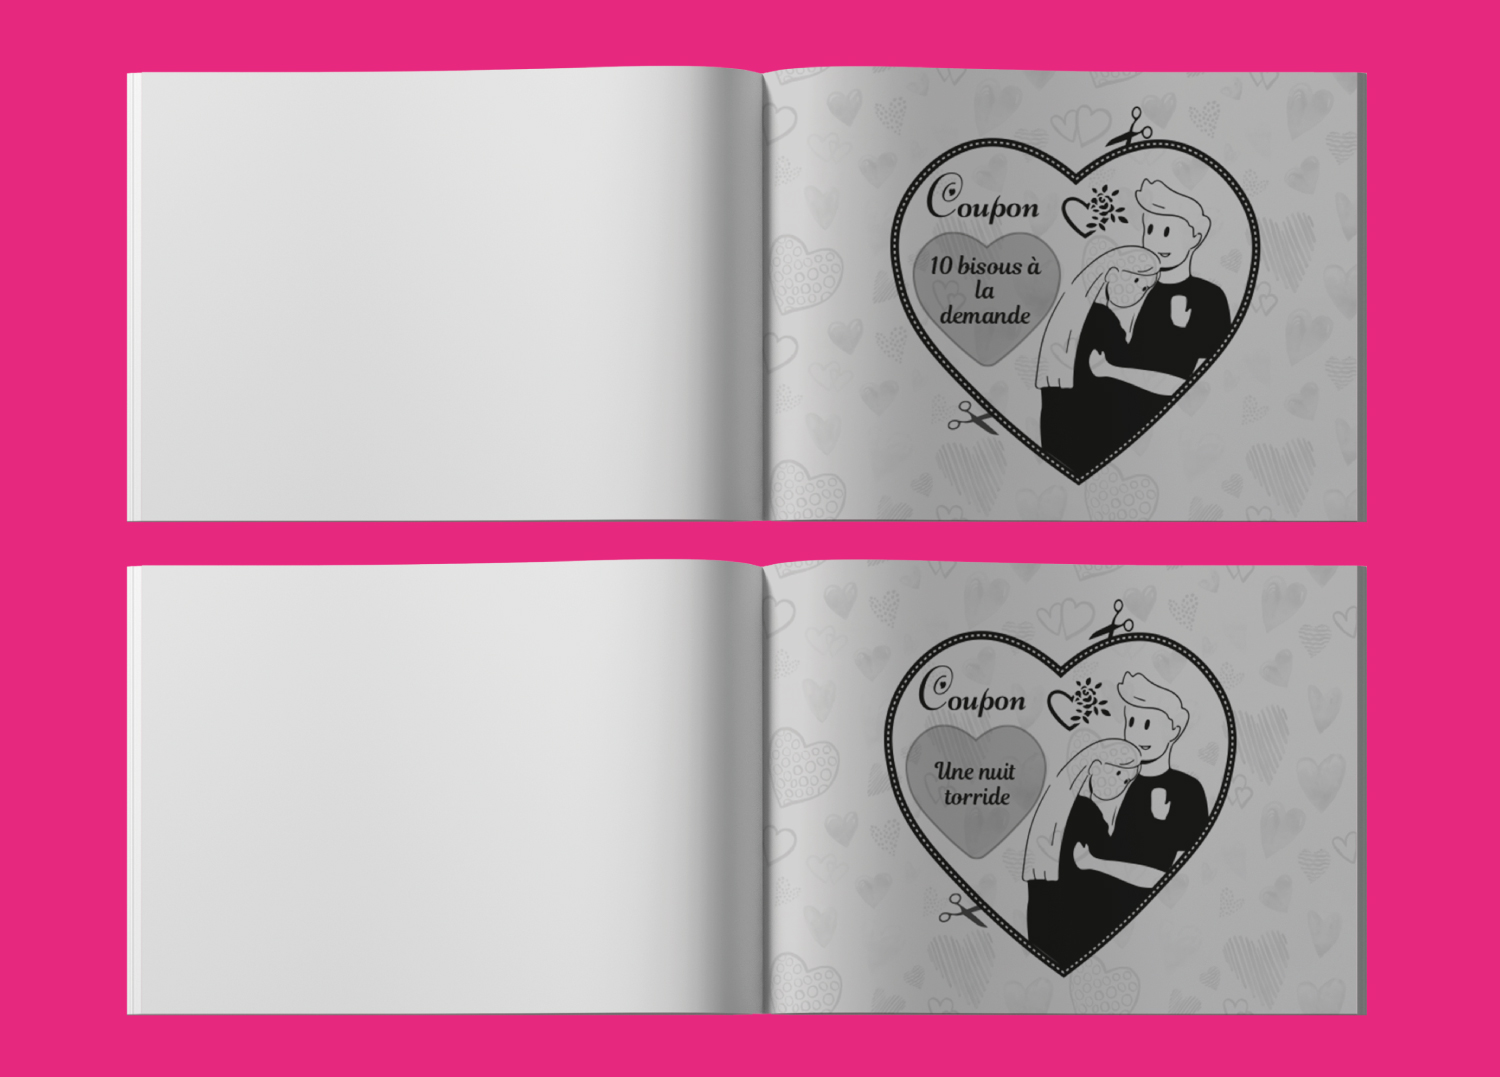 Coupon
10 bisous à
la
demande
Coupon
Une nuit
torride